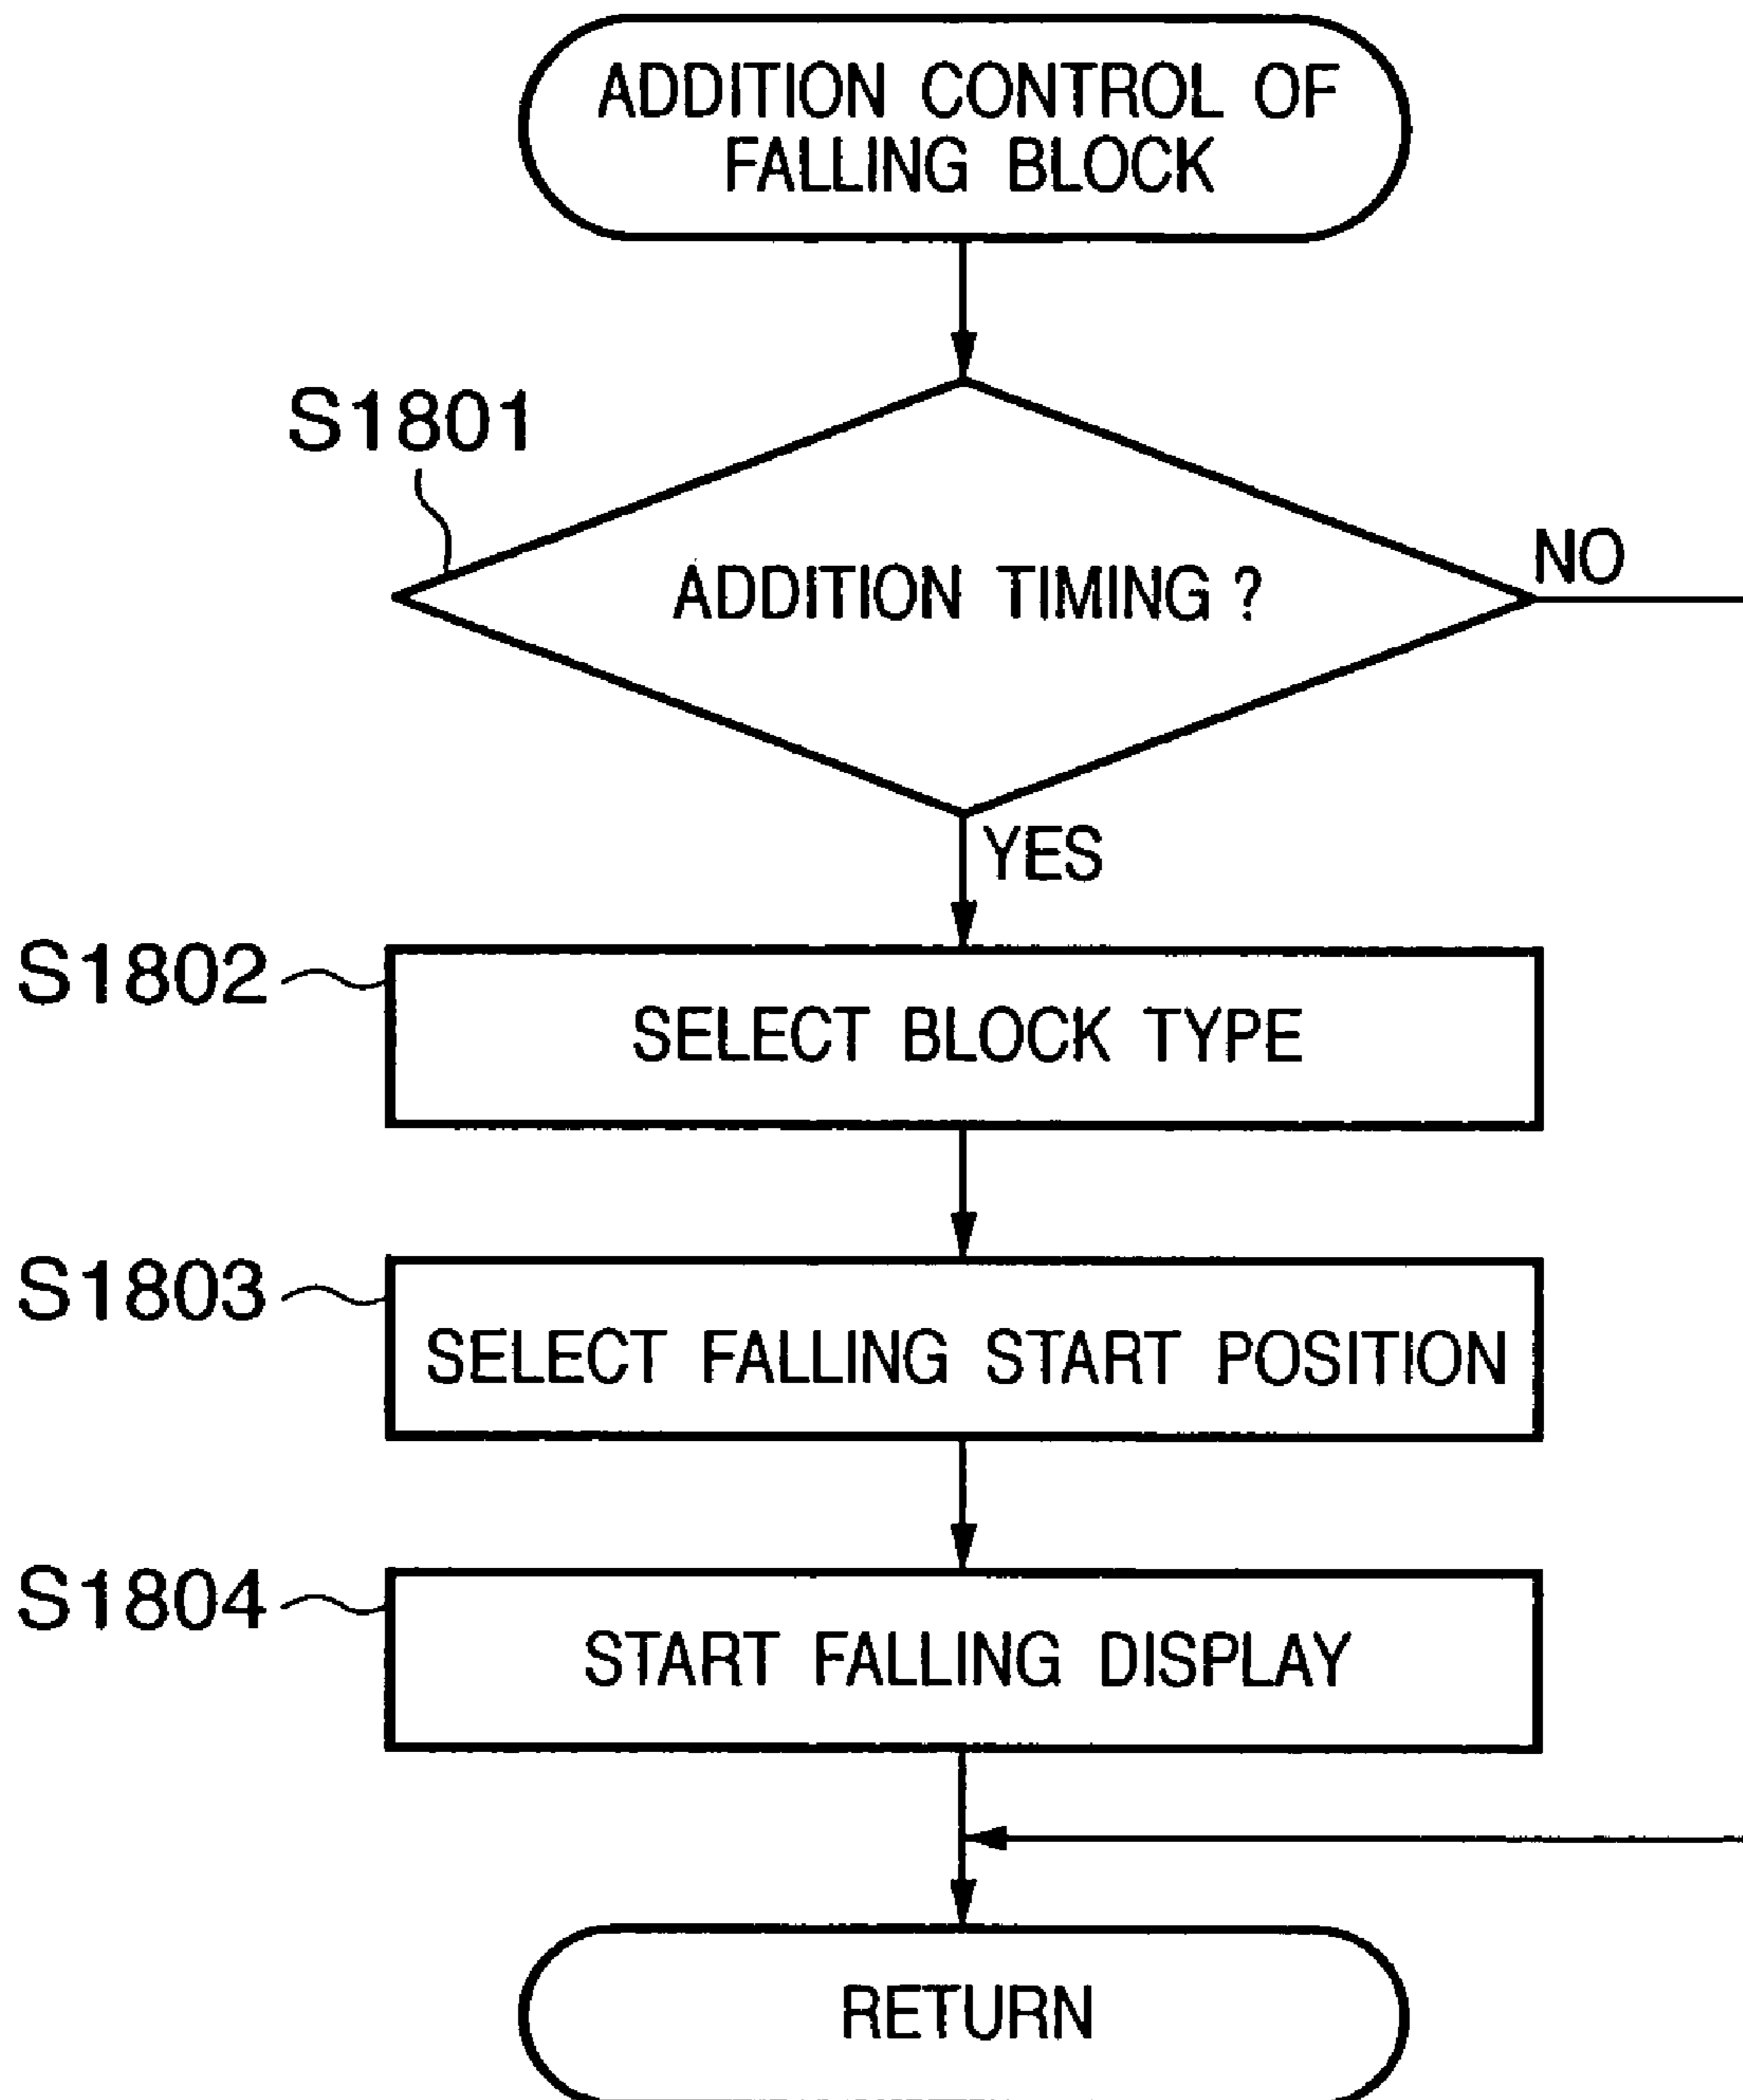 ADDITION CONTROL OF
FALLING BLOCK
S1801
ADDITION TIMING ?
NO
YES
S1802
SELECT BLOCK TYPE
S1803
SELECT FALLING START POSITION
S1804
START FALLING DISPLAY
RETURN